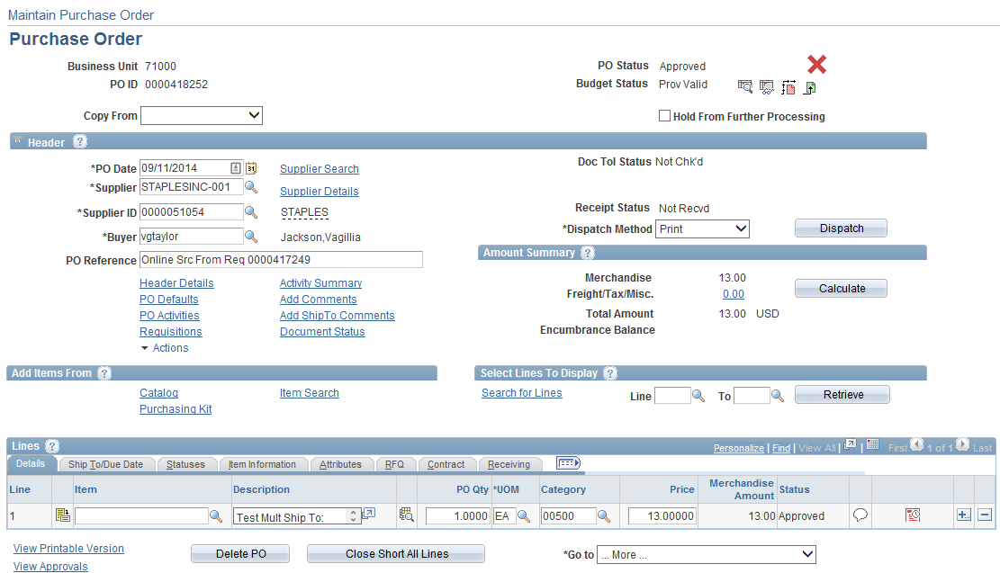 Maintain Purchase Order
Purchase Order
Business Unit 71000
PO Status Approved
PO ID 0000418252
Budget Status Prov Valid
Copy From
Hold From Further Processing
Header ?
*PO Date 09/11/2014 31 Supplier Search
Doc Tol Status Not Chk'd
*Supplier STAPLESINC-001 Supplier Details
*Supplier ID 0000051054 STAPLES
Receipt Status Not Recvd
*Buyer vgtaylor Jackson,Vagillia
*Dispatch Method Print Dispatch
PO Reference Online Src From Req 0000417249
Amount Summary ?
Merchandise 13.00
Freight/Tax/Misc. 0.00
Calculate
Total Amount 13.00 USD
Encumbrance Balance
Header Details Activity Summary
PO Defaults Add Comments
PO Activities Add ShipTo Comments
Requisitions Document Status
Actions
Add Items From ?
Select Lines To Display ?
Catalog Item Search
Purchasing Kit
Search for Lines Line To Retrieve
Lines ?
Personalize | Find | View All | | First 1 of 1 Last
Details Ship To/Due Date Statuses Item Information Attributes RFQ Contract Receiving
Line Item Description PO Qty *UOM Category Price Merchandise Amount Status
1 Test Mult Ship To: 1.0000 EA 00500 13.00000 13.00 Approved
View Printable Version
View Approvals
Delete PO Close Short All Lines
*Go to ... More ...